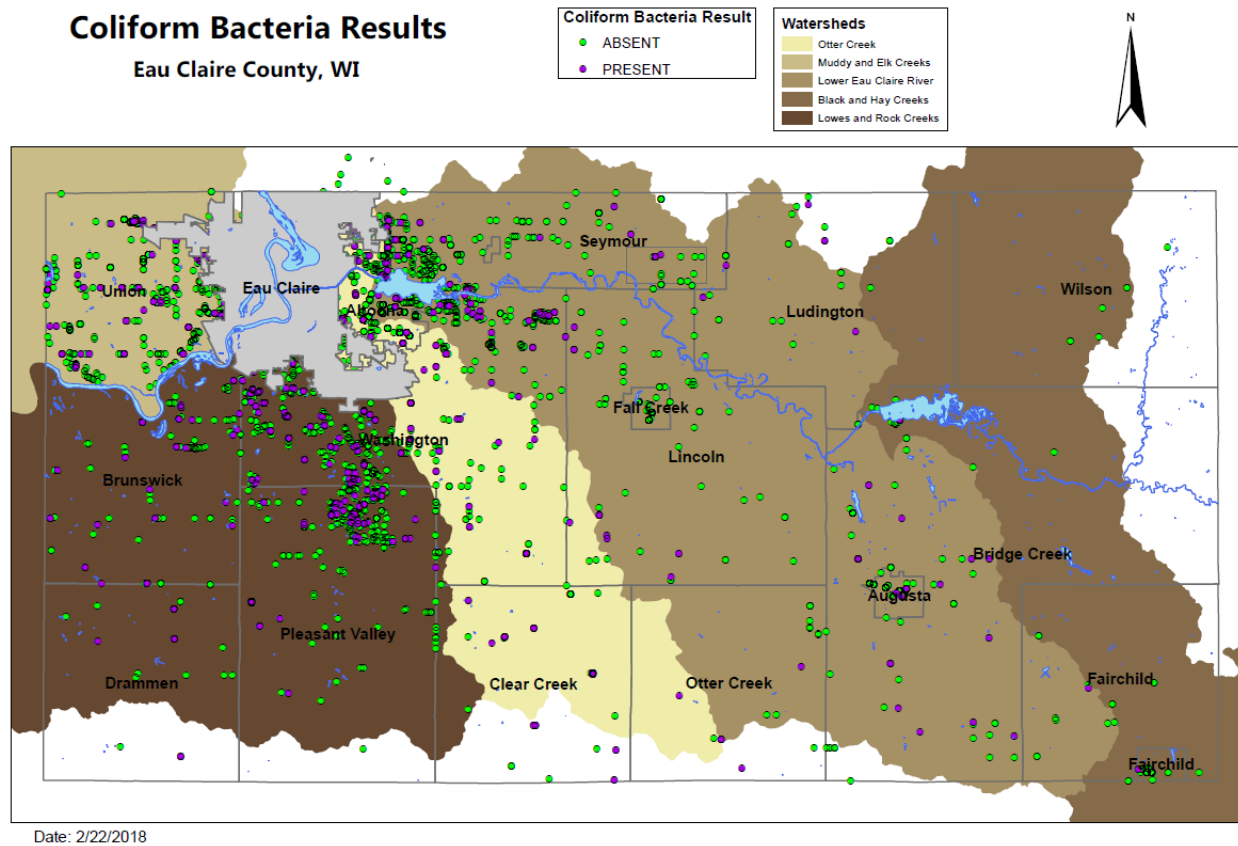 Coliform Bacteria Results
Eau Claire County, WI
Coliform Bacteria Result
ABSENT
PRESENT
Watersheds
Otter Creek
Muddy and Elk Creeks
Lower Eau Claire River
Black and Hay Creeks
Lowes and Rock Creeks
N
Seymour
Union
Eau Claire
Wilson
Altoona
Ludington
Fall Creek
Washington
Lincoln
Brunswick
Bridge Creek
Augusta
Pleasant Valley
Drammen
Clear Creek
Otter Creek
Fairchild
Fairchild
Date: 2/22/2018